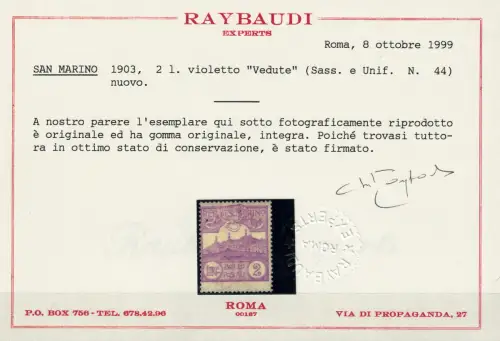 RAYBAUDI
EXPERTS
Roma, 8 ottobre 1999
SAN MARINO 1903, 2 l. violetto "Vedute" (Sass. e Unif. N. 44)
nuovo.
A nostro parere l'esemplare qui sotto fotograficamente riprodotto
è originale ed ha gomma originale, integra. Poiché trovasi tutto-
ra in ottimo stato di conservazione, è stato firmato.
2
ROMA
00187
P.O. BOX 756 - TEL. 678.42.96
VIA DI PROPAGANDA, 27